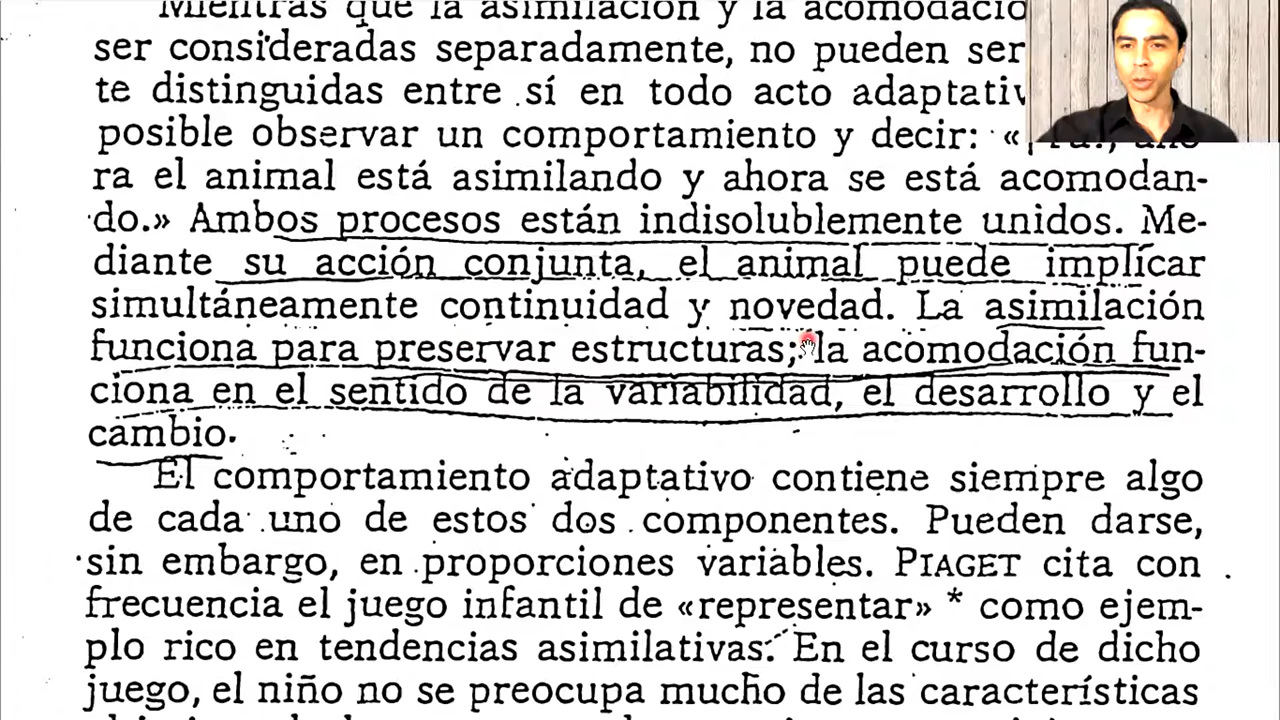 Mientras que la asimilación y la
ser consideradas separadamente, no pueden ser
te distinguidas entre sí en todo acto
posible observar un comportamiento y decir: «
ra el animal está asimilando y ahora se está acomodan-
do.» Ambos procesos están indisolublemente unidos. Me-
diante su acción conjunta, el animal puede implicar
simultáneamente continuidad y novedad. La asimilación
funciona para preservar estructuras; la acomodación fun-
ciona en el sentido de la variabilidad, el desarrollo y el
cambio.
El comportamiento adaptativo contiene siempre algo
de cada uno de estos dos componentes. Pueden darse,
sin embargo, en proporciones variables. PIAGET cita con
frecuencia el juego infantil de «representar» * como ejem-
plo rico en tendencias asimilativas. En el curso de dicho
juego, el niño no se preocupa mucho de las características